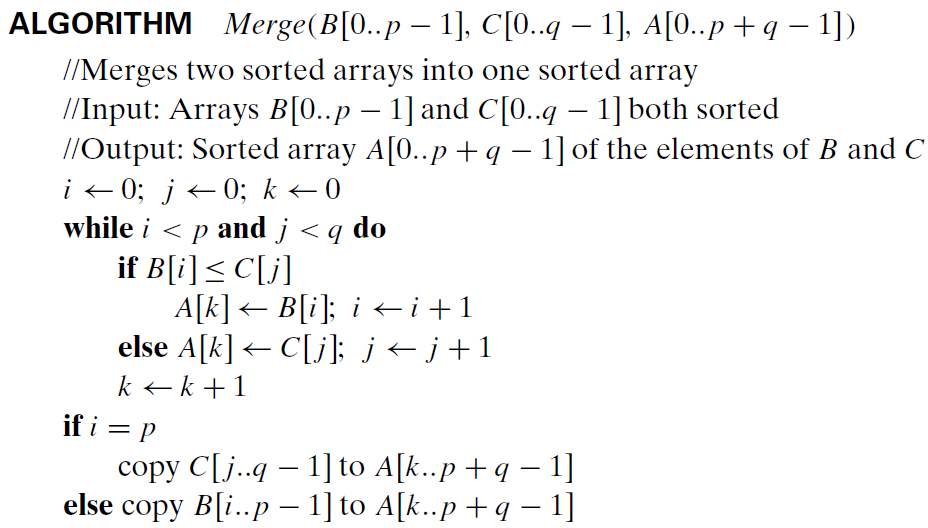 ALGORITHM Merge(B[0..p − 1], C[0..q − 1], A[0..p + q − 1])
//Merges two sorted arrays into one sorted array
//Input: Arrays B[0..p − 1] and C[0..q − 1] both sorted
//Output: Sorted array A[0..p + q − 1] of the elements of B and C
i ← 0; j ← 0; k ← 0
while i < p and j < q do
if B[i] ≤ C[j]
A[k] ← B[i]; i ← i + 1
else A[k] ← C[j]; j ← j + 1
k ← k + 1
if i = p
copy C[j..q − 1] to A[k..p + q − 1]
else copy B[i..p − 1] to A[k..p + q − 1]